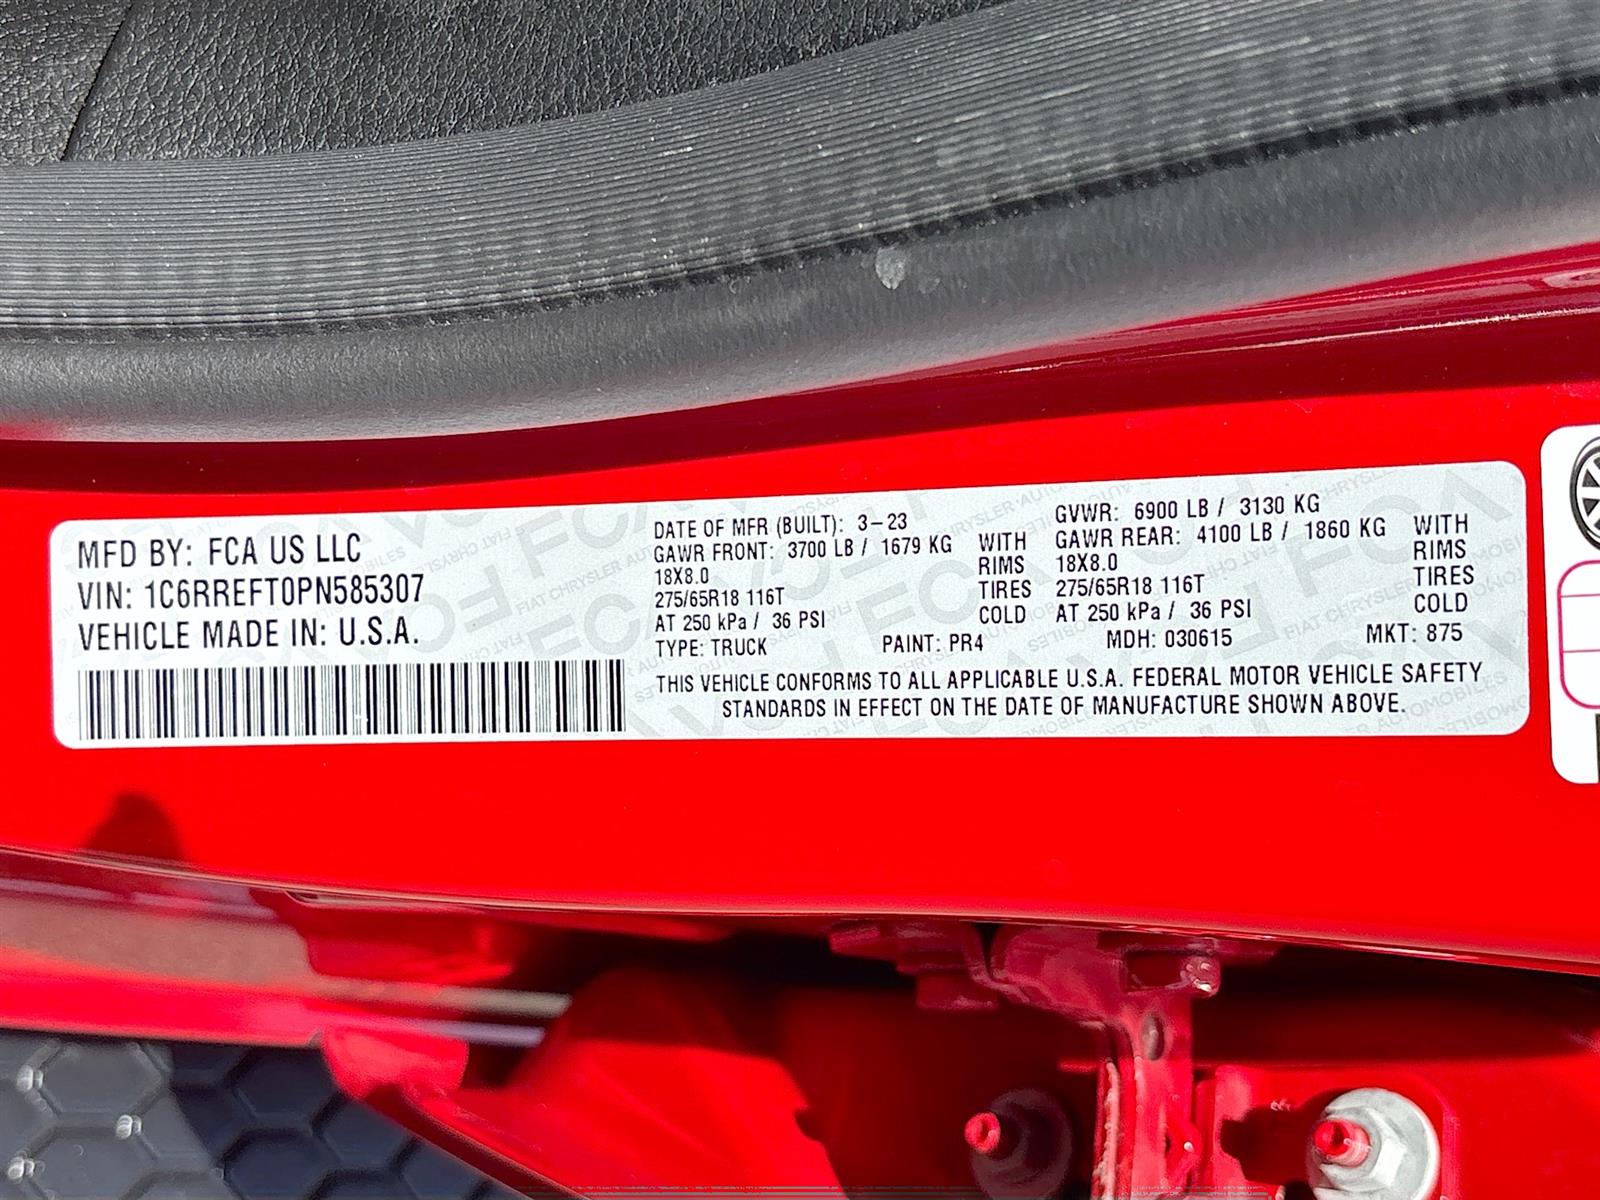 MFD BY: FCA US LLC
VIN: 1C6RREFT0PN585307
VEHICLE MADE IN: U.S.A.
DATE OF MFR (BUILT): 3-23
GAWR FRONT: 3700 LB / 1679 KG WITH
18X8.0 RIMS
275/65R18 116T TIRES
AT 250 kPa / 36 PSI COLD
GVWR: 6900 LB / 3130 KG
GAWR REAR: 4100 LB / 1860 KG WITH
18X8.0 RIMS
275/65R18 116T TIRES
AT 250 kPa / 36 PSI COLD
TYPE: TRUCK PAINT: PR4 MDH: 030615 MKT: 875
THIS VEHICLE CONFORMS TO ALL APPLICABLE U.S.A. FEDERAL MOTOR VEHICLE SAFETY
STANDARDS IN EFFECT ON THE DATE OF MANUFACTURE SHOWN ABOVE.